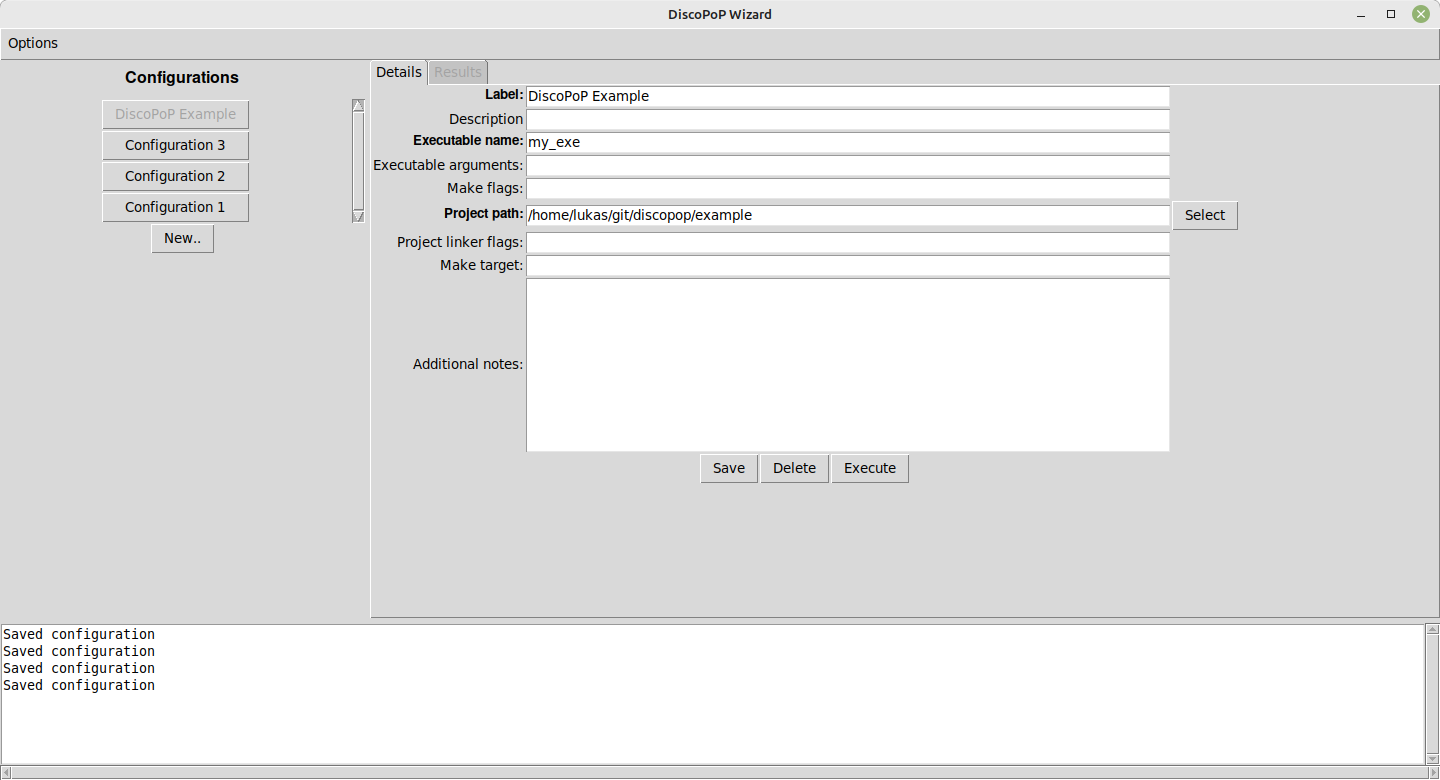 DiscoPoP Wizard
Options
Configurations
DiscoPoP Example
Configuration 3
Configuration 2
Configuration 1
New..
Details Results
Label: DiscoPoP Example
Description
Executable name: my_exe
Executable arguments:
Make flags:
Project path: /home/lukas/git/discopop/example Select
Project linker flags:
Make target:
Additional notes:
Save Delete Execute
Saved configuration
Saved configuration
Saved configuration
Saved configuration